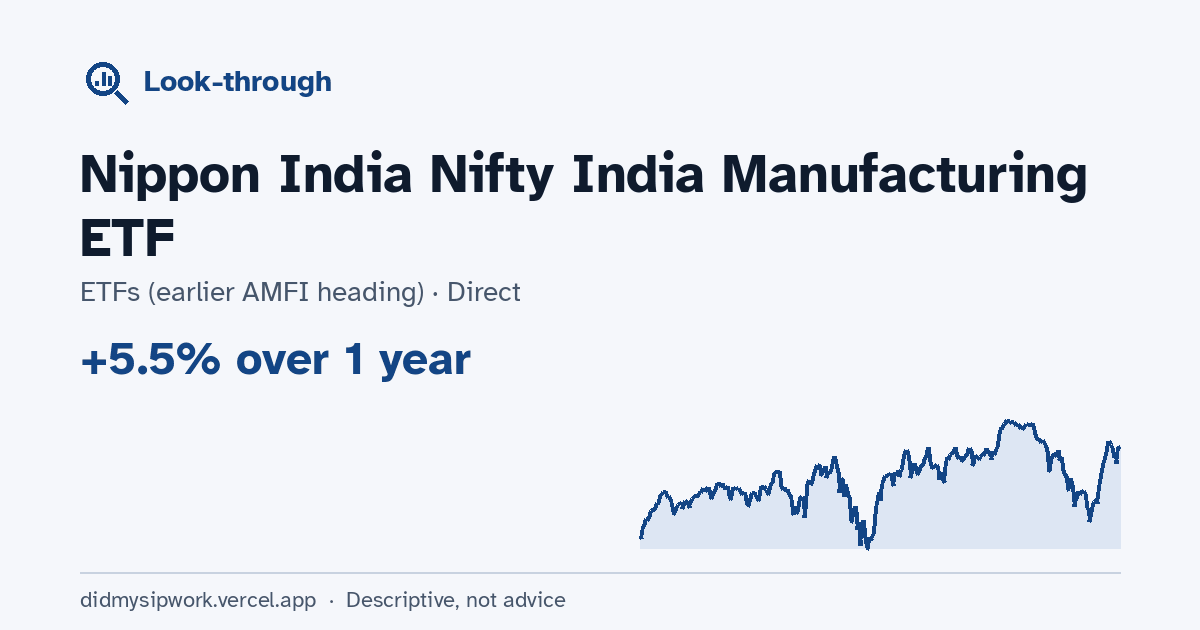 Look-through
Nippon India Nifty India Manufacturing
ETF
ETFs (earlier AMFI heading) · Direct
+5.5% over 1 year
didmysipwork.vercel.app · Descriptive, not advice